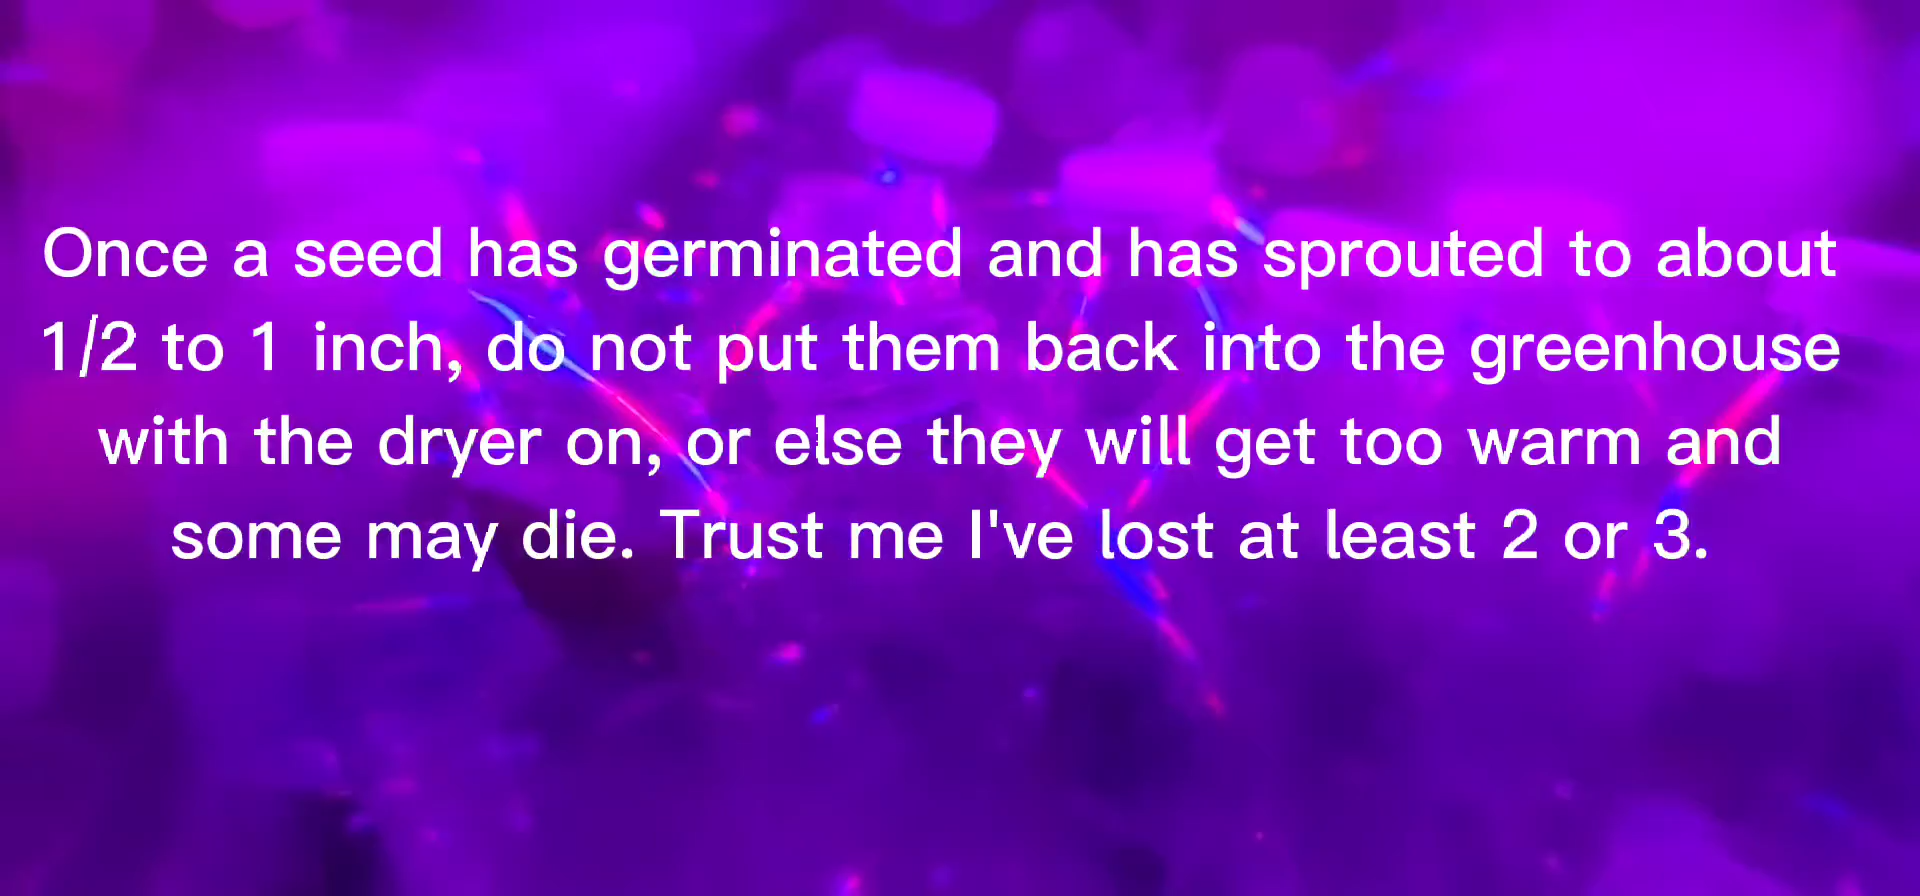 Once a seed has germinated and has sprouted to about
1/2 to 1 inch, do not put them back into the greenhouse
with the dryer on, or else they will get too warm and
some may die. Trust me I've lost at least 2 or 3.